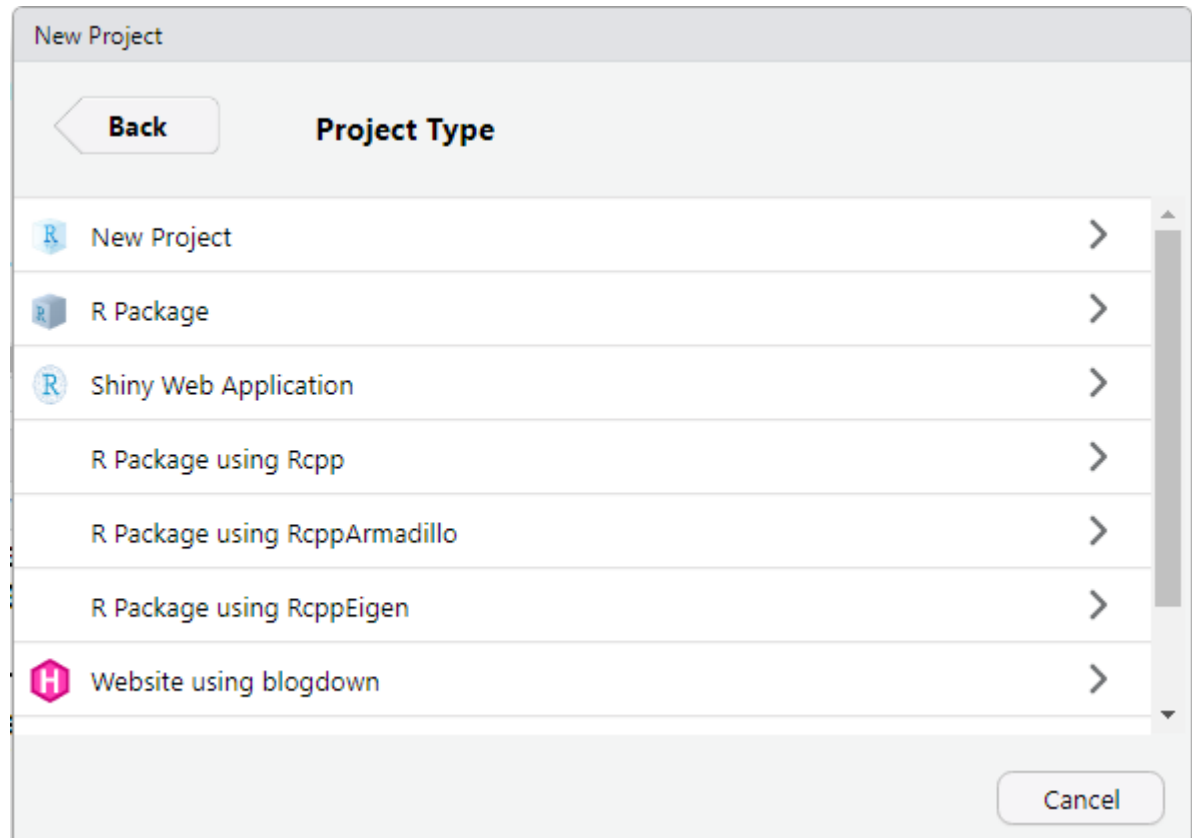 New Project
Back
Project Type
R New Project
R R Package
R Shiny Web Application
R Package using Rcpp
R Package using RcppArmadillo
R Package using RcppEigen
H Website using blogdown
Cancel